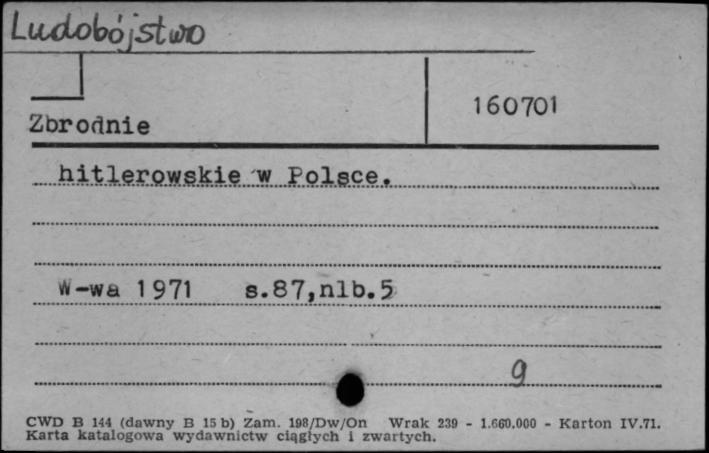 Ludobójstwo
160701
Zbrodnie
hitlerowskie w Polsce.
W-wa 1971 s.87,nlb.5
9
CWD B 144 (dawny B 15 b) Zam. 198/Dw/On Wrak 239 - 1.660.000 - Karton IV.71.
Karta katalogowa wydawnictw ciągłych i zwartych.